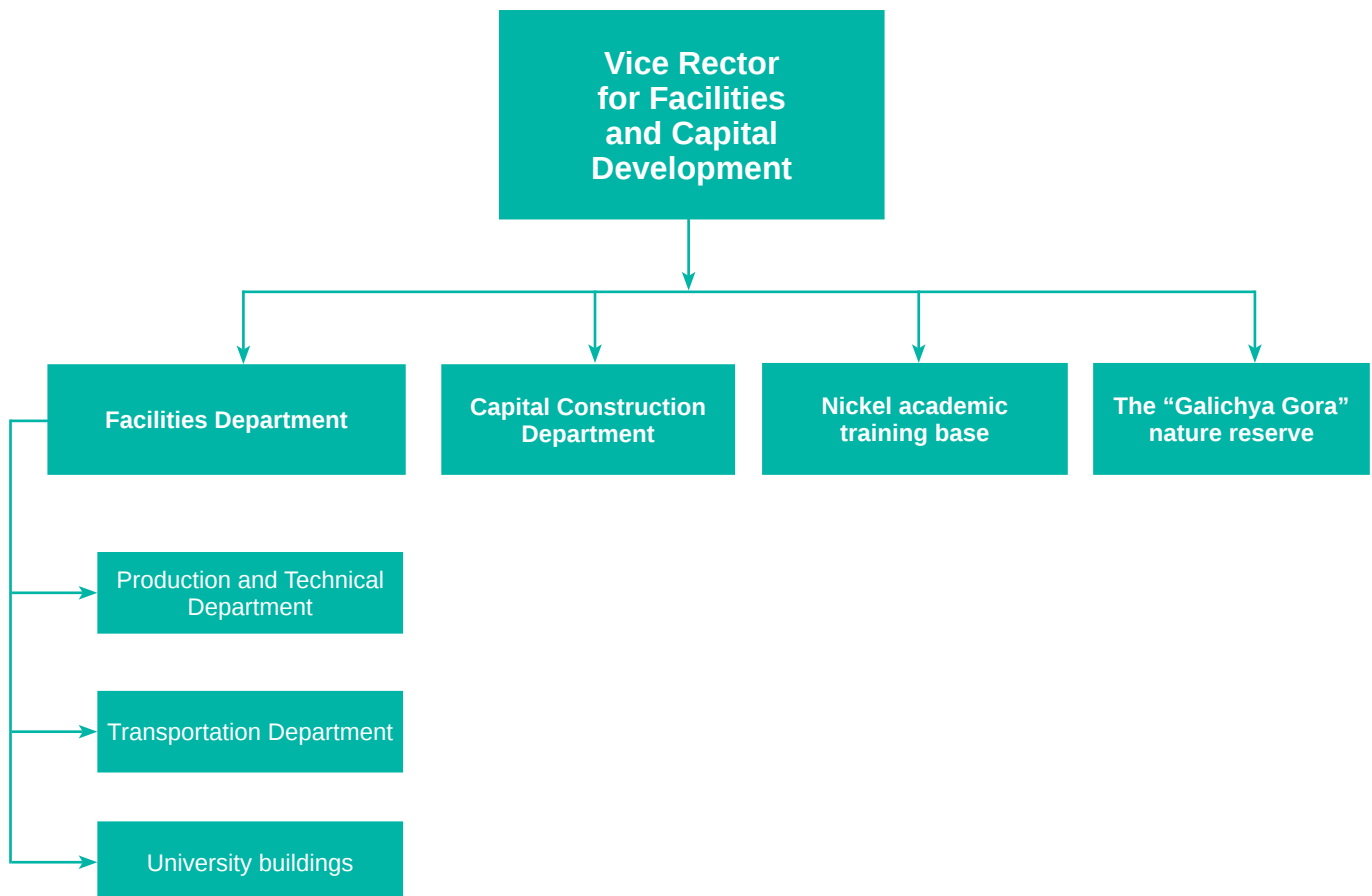 Vice Rector
for Facilities
and Capital
Development
Facilities Department
Capital Construction
Department
Nickel academic
training base
The “Galichya Gora”
nature reserve
Production and Technical
Department
Transportation Department
University buildings